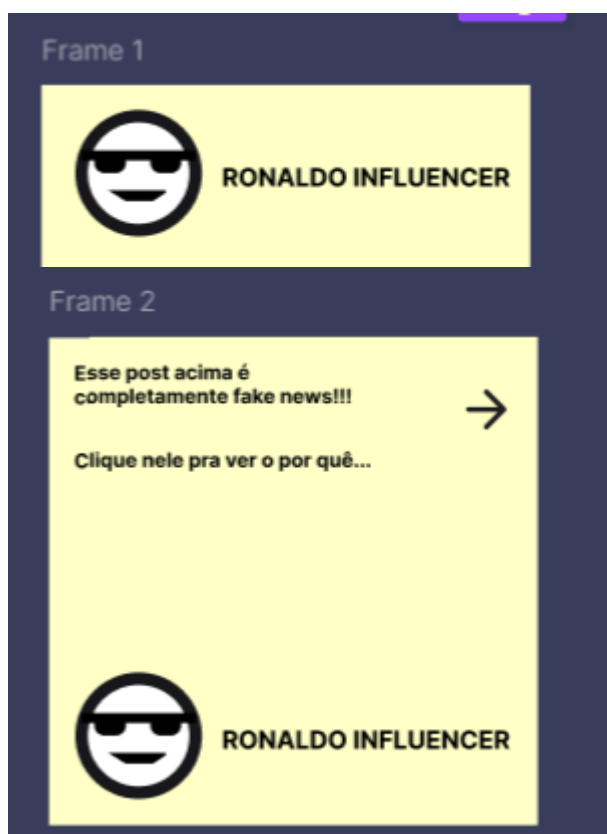 Frame 1
RONALDO INFLUENCER
Frame 2
Esse post acima é
completamente fake news!!!
Clique nele pra ver o por quê...
RONALDO INFLUENCER